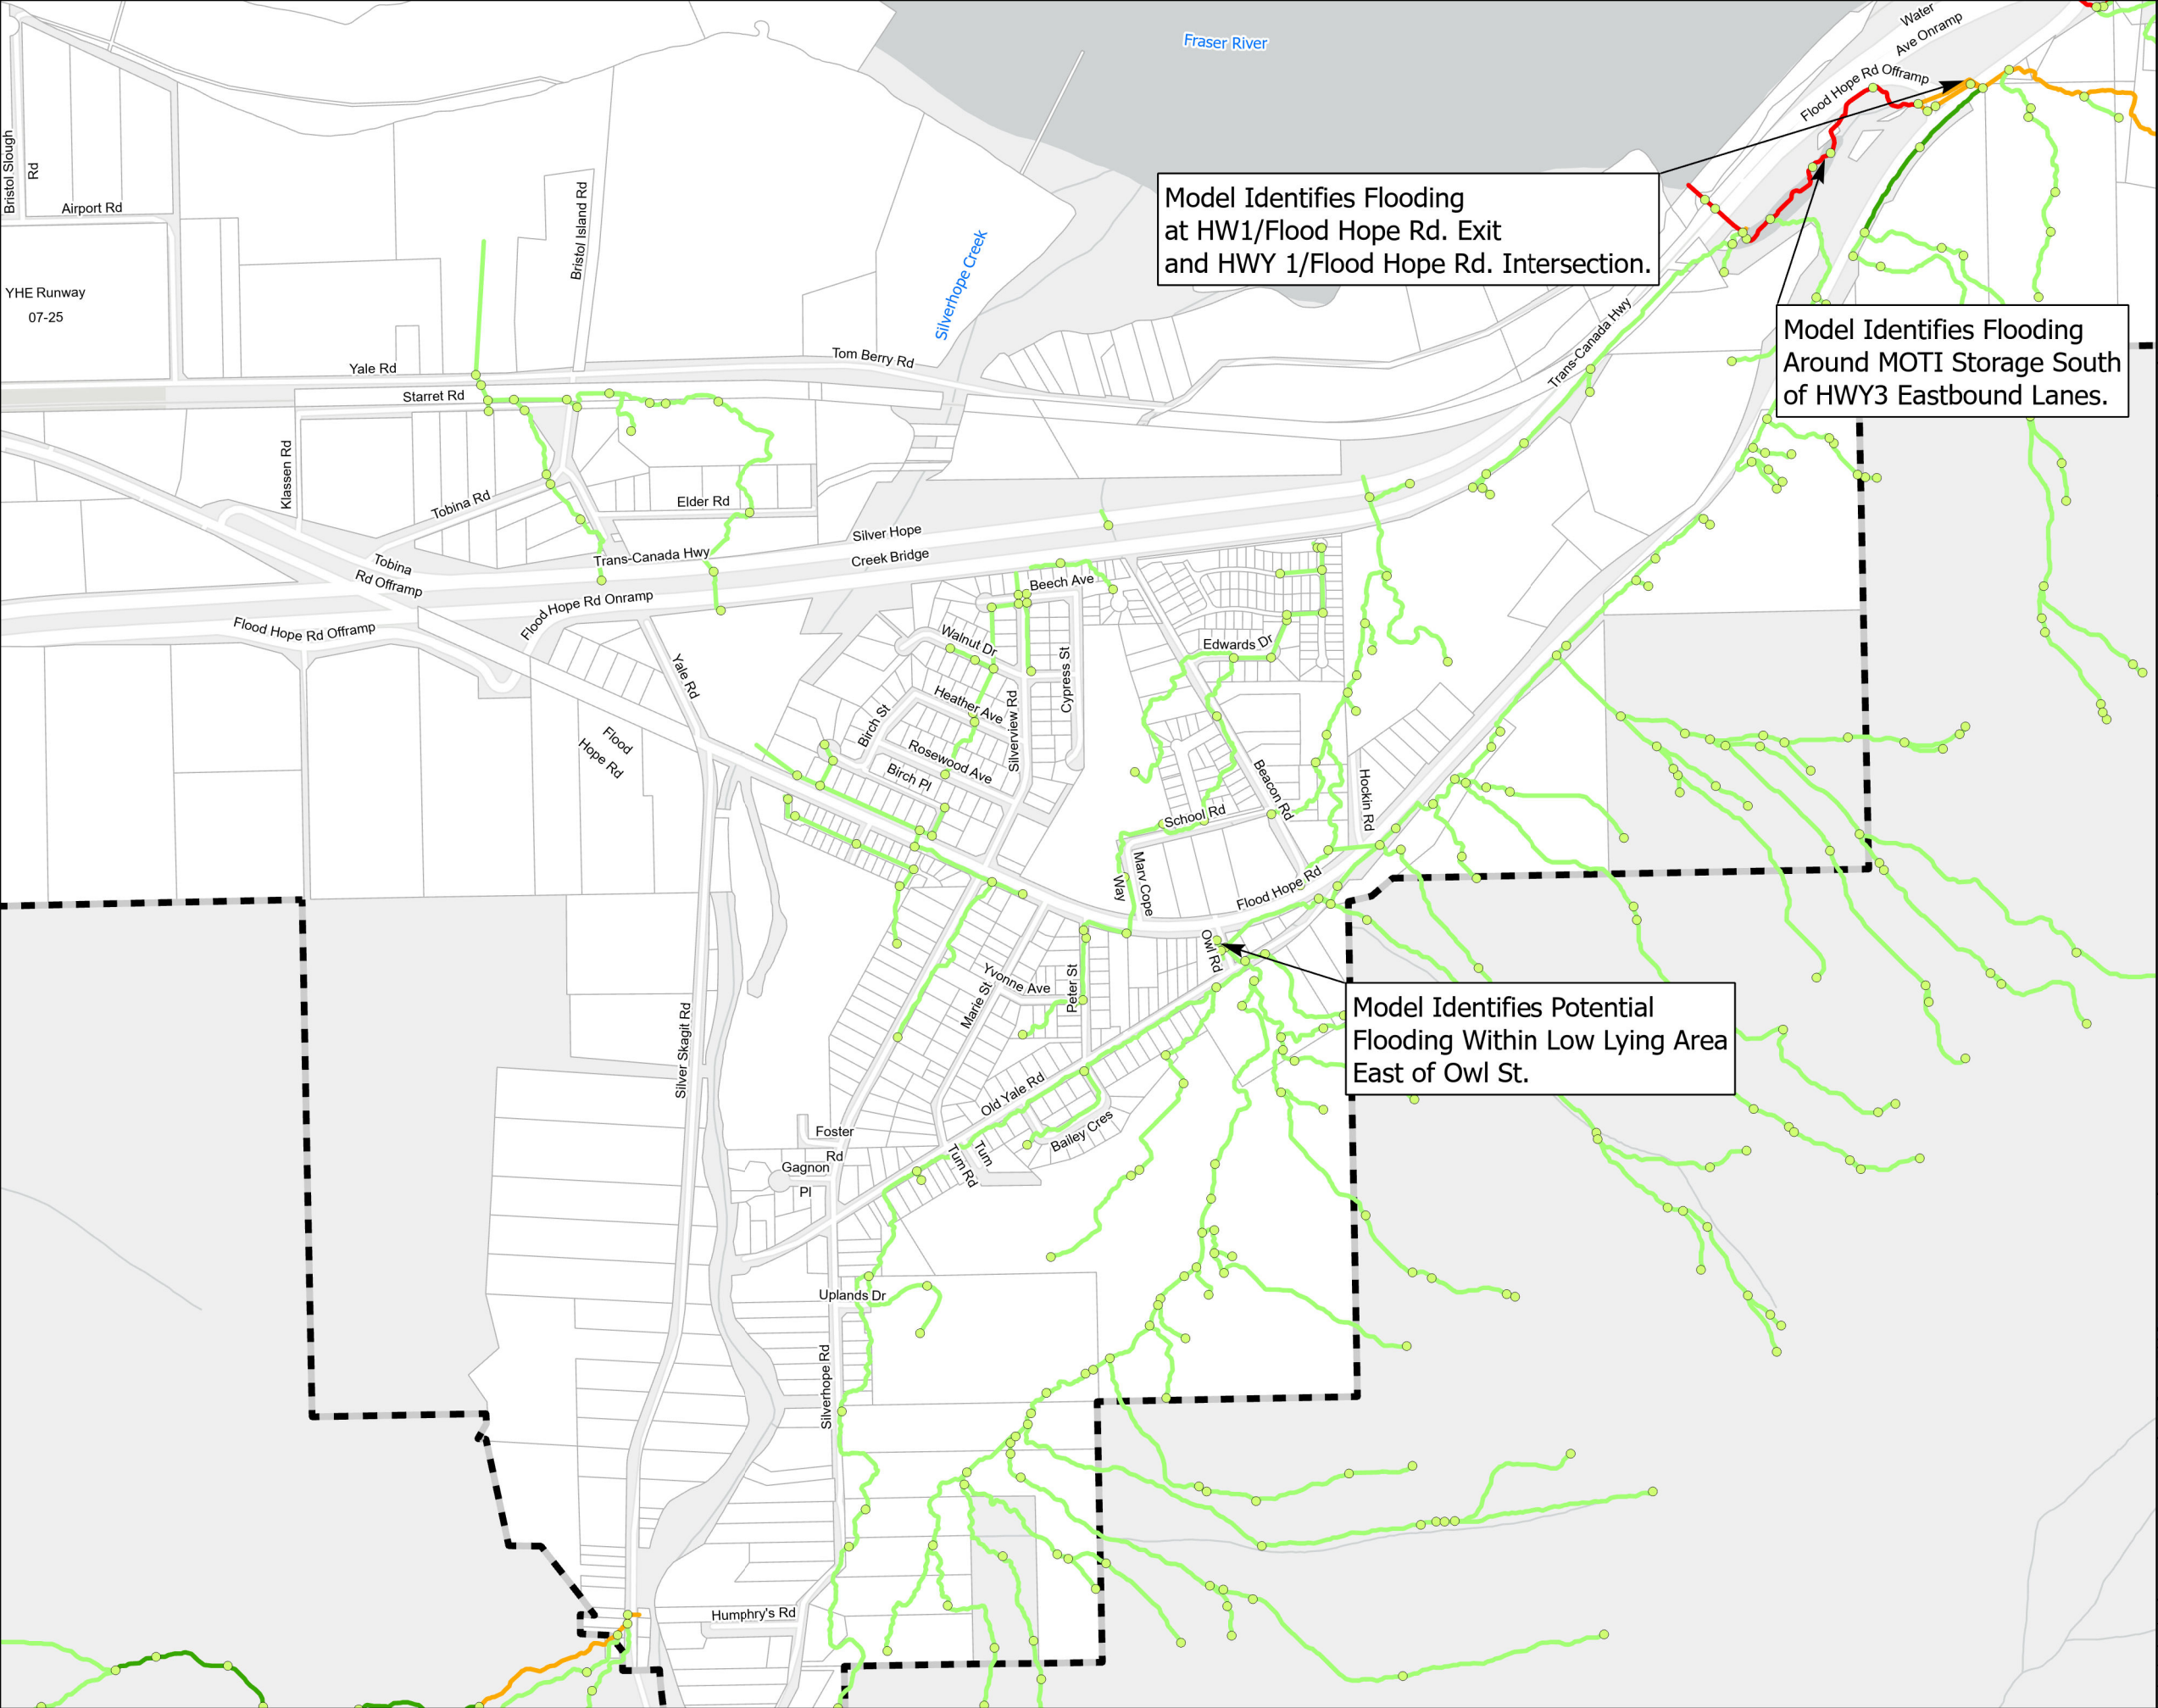 Fraser River
Water
Ave Onramp
Flood Hope Rd Offramp
Bristol Slough
Rd
Airport Rd
Bristol Island Rd
Silverhope Creek
Model Identifies Flooding
at HW1/Flood Hope Rd. Exit
and HWY 1/Flood Hope Rd. Intersection.
YHE Runway
07-25
Model Identifies Flooding
Around MOTI Storage South
of HWY3 Eastbound Lanes.
Trans-Canada Hwy
Yale Rd
Tom Berry Rd
Starret Rd
Klassen Rd
Tobina Rd
Elder Rd
Silver Hope
Creek Bridge
Trans-Canada Hwy
Tobina
Rd Offramp
Flood Hope Rd Onramp
Flood Hope Rd Offramp
Beech Ave
Walnut Dr
Edwards Dr
Yale Rd
Cypress St
Heather Ave
Birch St
Silverview Rd
Flood
Hope Rd
Rosewood Ave
Birch Pl
Beacon Rd
Hockin Rd
School Rd
Marv Cope
Way
Flood Hope Rd
Owl Rd
Yvonne Ave
Peter St
Marie St
Model Identifies Potential
Flooding Within Low Lying Area
East of Owl St.
Silver Skagit Rd
Old Yale Rd
Bailey Cres
Foster
Rd
Tum
Tum Rd
Gagnon
Pl
Uplands Dr
Silverhope Rd
Humphry's Rd